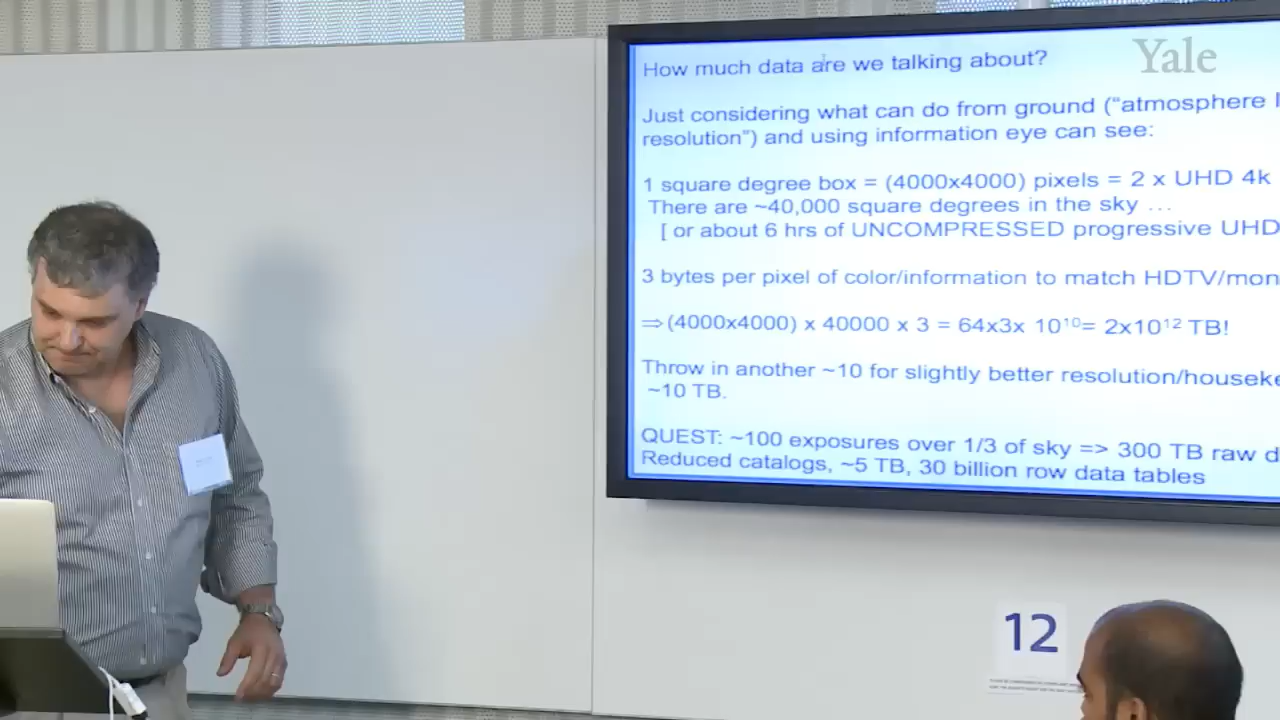 Yale
How much data are we talking about?
Just considering what can do from ground ("atmosphere
resolution") and using information eye can see:
1 square degree box = (4000x4000) pixels = 2 x UHD 4k
There are ~40,000 square degrees in the sky …
[ or about 6 hrs of UNCOMPRESSED progressive UHD
3 bytes per pixel of color/information to match HDTV/mon
⇒(4000x4000) x 40000 x 3 = 64x3x 10¹⁰= 2x10¹² TB!
Throw in another ~10 for slightly better resolution/houseke
~10 TB.
QUEST: ~100 exposures over 1/3 of sky => 300 TB raw d
Reduced catalogs, ~5 TB, 30 billion row data tables
12